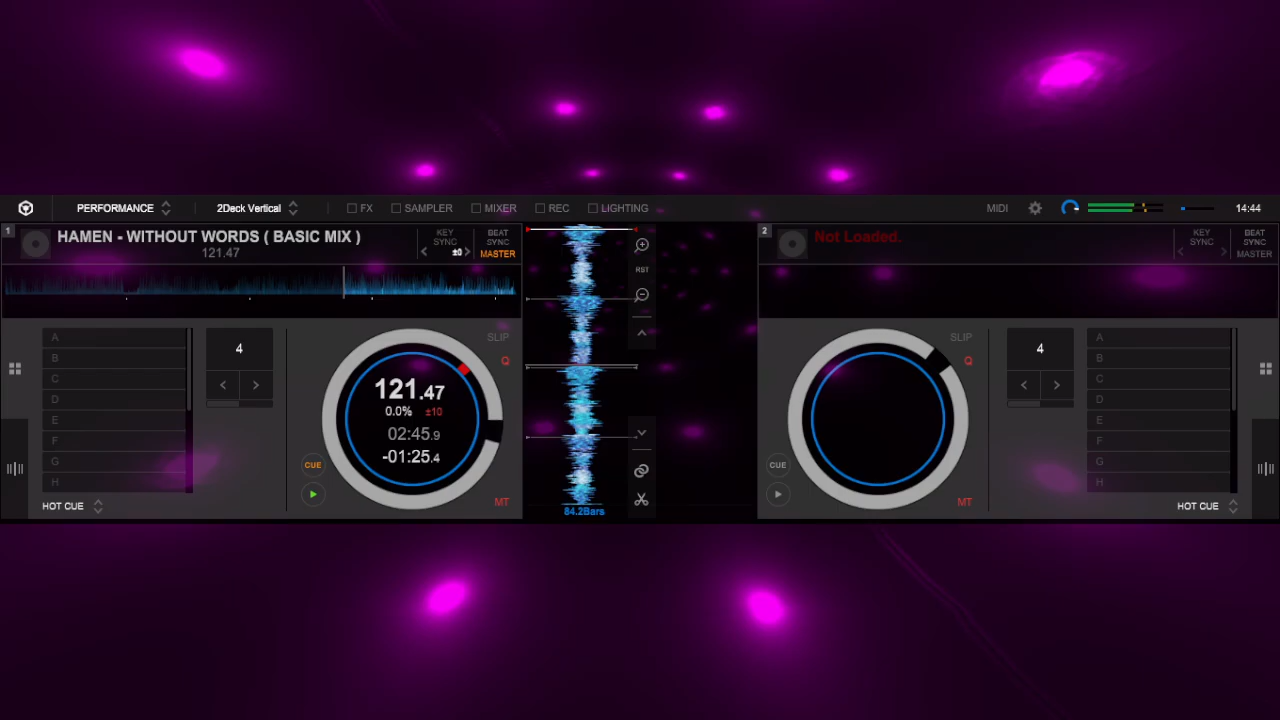 PERFORMANCE 2Deck Vertical FX SAMPLER MIXER REC LIGHTING MIDI 14:44
1 HAMEN - WITHOUT WORDS ( BASIC MIX )
121.47
KEY SYNC
±0
BEAT SYNC
MASTER
RST
2 Not Loaded.
KEY SYNC
BEAT SYNC
MASTER
A
B
C
D
E
F
G
H
HOT CUE
4
SLIP
Q
121.47
0.0% ±10
02:45.9
-01:25.4
CUE
MT
84.2Bars
SLIP
Q
CUE
MT
4
A
B
C
D
E
F
G
H
HOT CUE